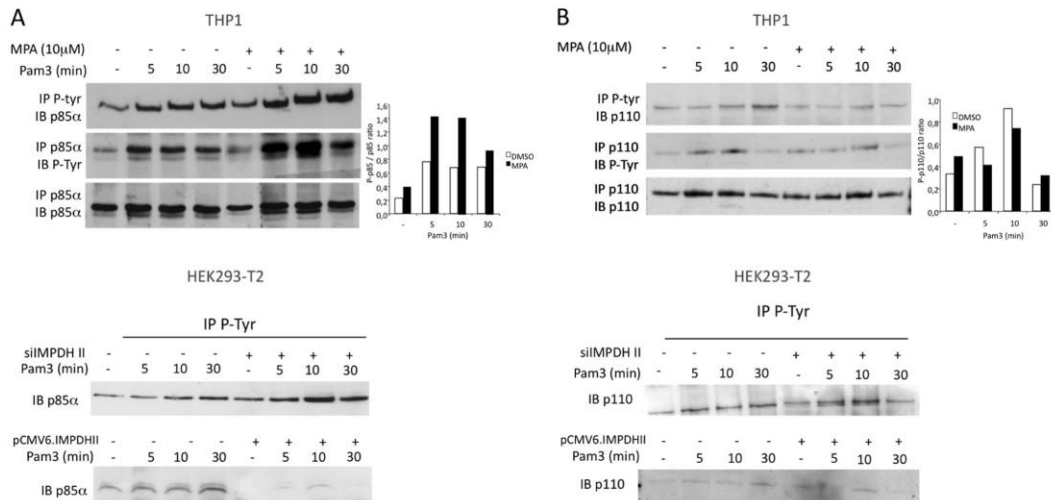 A
THP1
MPA (10μM) - - - - + + + +
Pam3 (min) - 5 10 30 - 5 10 30
IP P-tyr
IB p85α
IP p85α
IB P-Tyr
IP p85α
IB p85α
P-p85 / p85 ratio
1,6
1,4
1,2
1,0
0,8
0,6
0,4
0,2
0,0
- 5 10 30
Pam3 (min)
DMSO
MPA
HEK293-T2
IP P-Tyr
siIMPDH II - - - - + + + +
Pam3 (min) - 5 10 30 - 5 10 30
IB p85α
pCMV6.IMPDHII - - - - + + + +
Pam3 (min) - 5 10 30 - 5 10 30
IB p85α
B
THP1
MPA (10μM) - - - - + + + +
Pam3 (min) - 5 10 30 - 5 10 30
IP P-tyr
IB p110
IP p110
IB P-Tyr
IP p110
IB p110
P-p110/p110 ratio
1,0
0,8
0,6
0,4
0,2
0,0
- 5 10 30
Pam3 (min)
DMSO
MPA
HEK293-T2
IP P-Tyr
siIMPDH II - - - - + + + +
Pam3 (min) - 5 10 30 - 5 10 30
IB p110
pCMV6.IMPDHII - - - - + + + +
Pam3 (min) - 5 10 30 - 5 10 30
IB p110